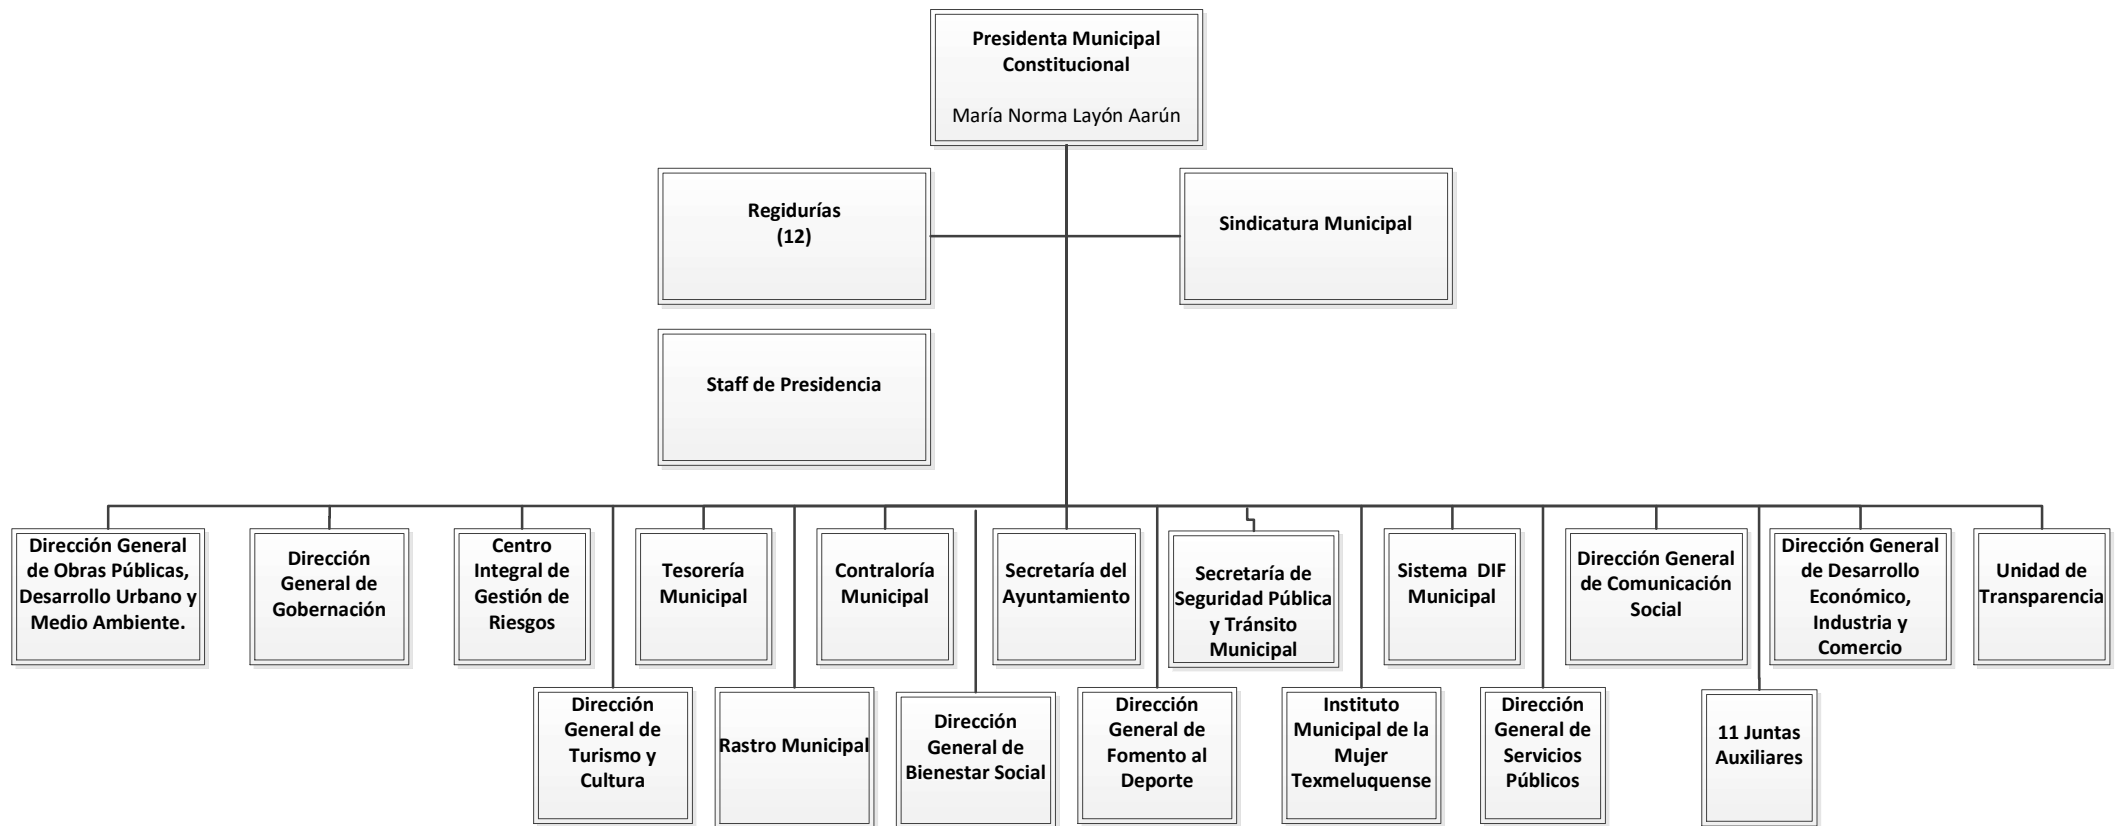 Presidenta Municipal
Constitucional
María Norma Layón Aarún
Regidurías
(12)
Sindicatura Municipal
Staff de Presidencia
Dirección General
de Obras Públicas,
Desarrollo Urbano y
Medio Ambiente.
Dirección
General de
Gobernación
Centro
Integral de
Gestión de
Riesgos
Tesorería
Municipal
Contraloría
Municipal
Secretaría del
Ayuntamiento
Secretaría de
Seguridad Pública
y Tránsito
Municipal
Sistema DIF
Municipal
Dirección General
de Comunicación
Social
Dirección General
de Desarrollo
Económico,
Industria y
Comercio
Unidad de
Transparencia
Dirección
General de
Turismo y
Cultura
Rastro Municipal
Dirección
General de
Bienestar Social
Dirección
General de
Fomento al
Deporte
Instituto
Municipal de la
Mujer
Texmeluquense
Dirección
General de
Servicios
Públicos
11 Juntas
Auxiliares